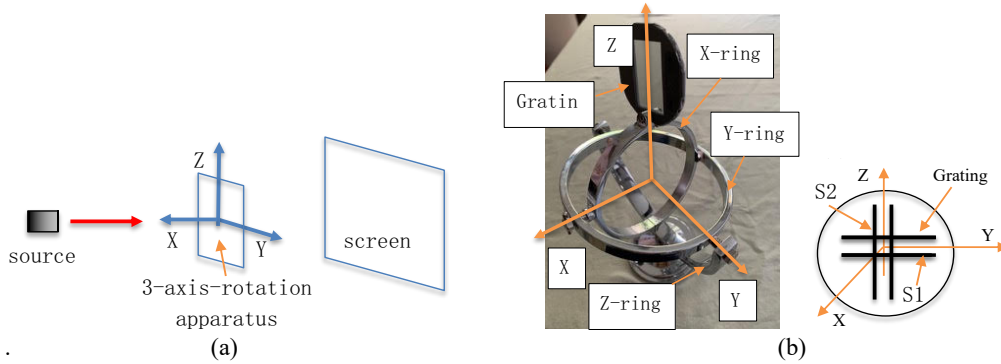 Z
X
Y
source
screen
3-axis-rotation
apparatus
.
(a)
Z
X-ring
Gratin
Y-ring
X
Z-ring
Y
(b)
Z
Grating
S2
Y
S1
X